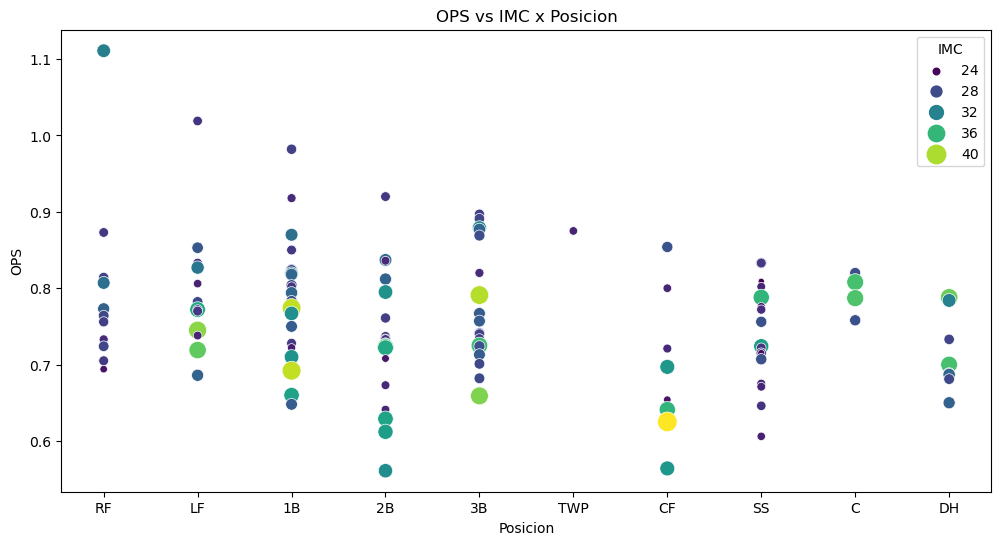 OPS vs IMC x Posicion
IMC
24
28
32
36
40
OPS
1.1
1.0
0.9
0.8
0.7
0.6
RF LF 1B 2B 3B TWP CF SS C DH
Posicion